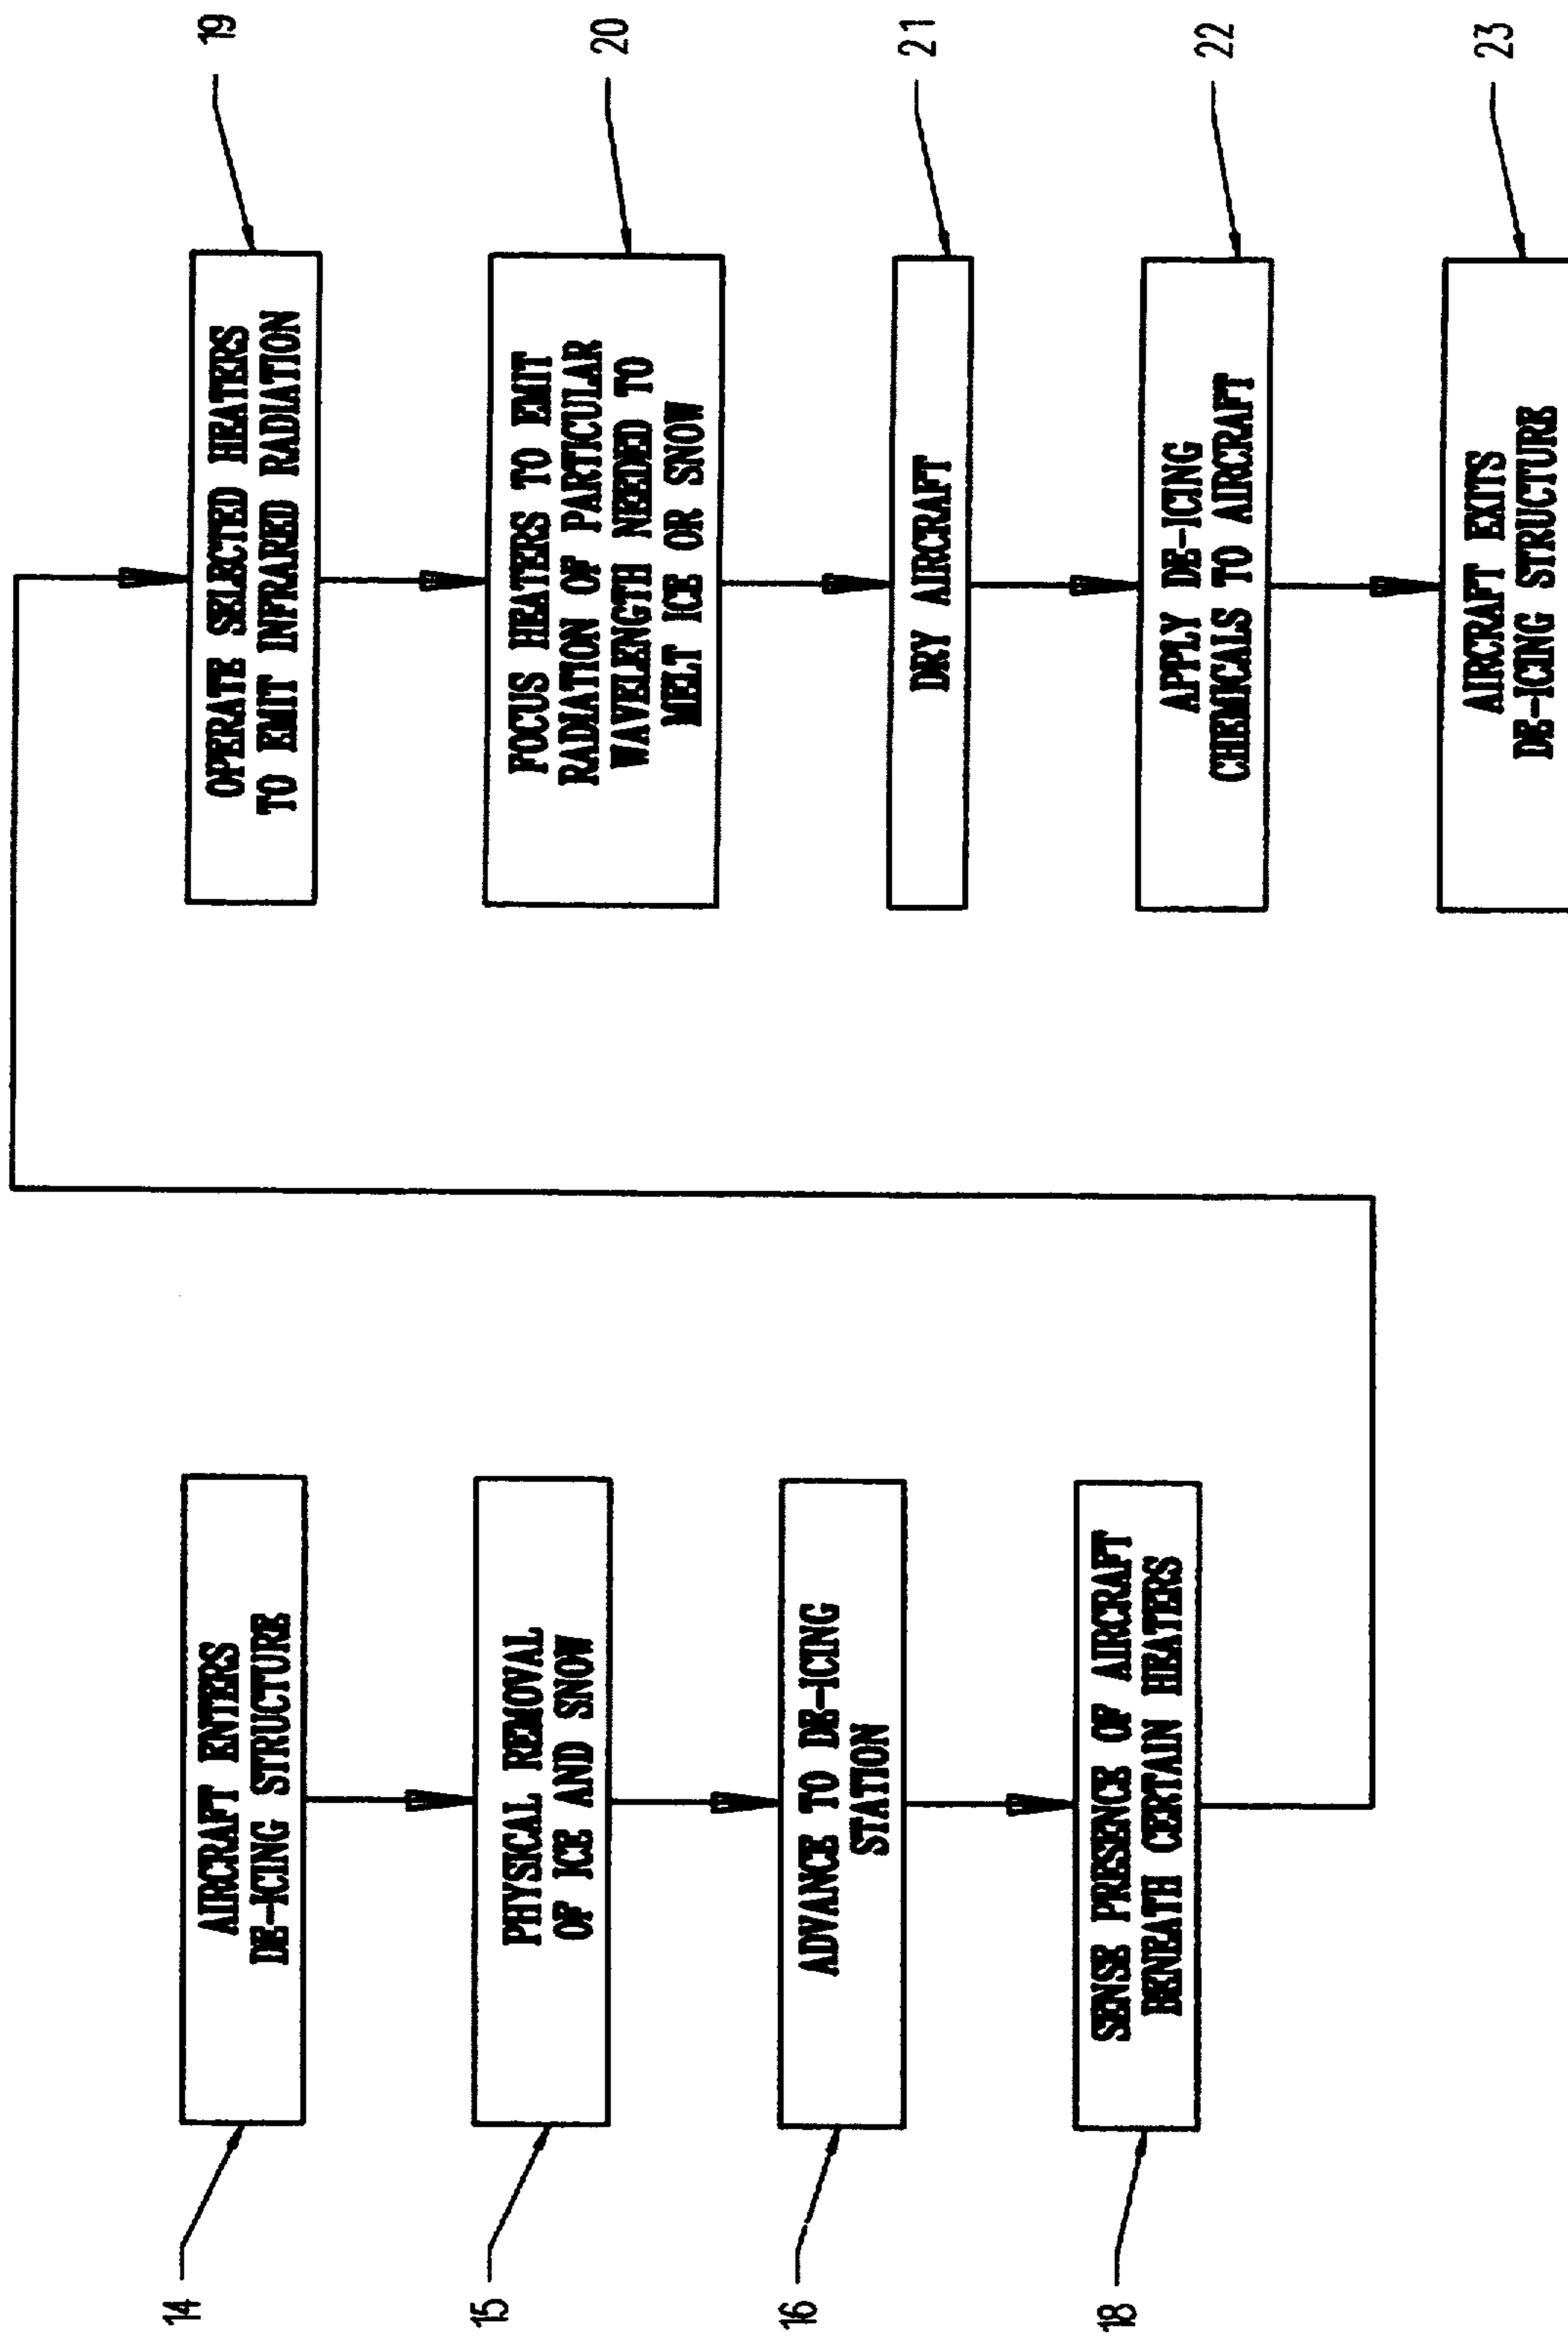 14
AIRCRAFT ENTERS
DE-ICING STRUCTURE
15
PHYSICAL REMOVAL
OF ICE AND SNOW
16
ADVANCE TO DE-ICING
STATION
18
SENSE PRESENCE OF AIRCRAFT
BENEATH CERTAIN HEATERS
OPERATE SELECTED HEATERS
TO EMIT INFRARED RADIATION
19
FOCUS HEATERS TO EMIT
RADIATION OF PARTICULAR
WAVELENGTH NEEDED TO
MELT ICE OR SNOW
20
DRY AIRCRAFT
21
APPLY DE-ICING
CHEMICALS TO AIRCRAFT
22
AIRCRAFT EXITS
DE-ICING STRUCTURE
23